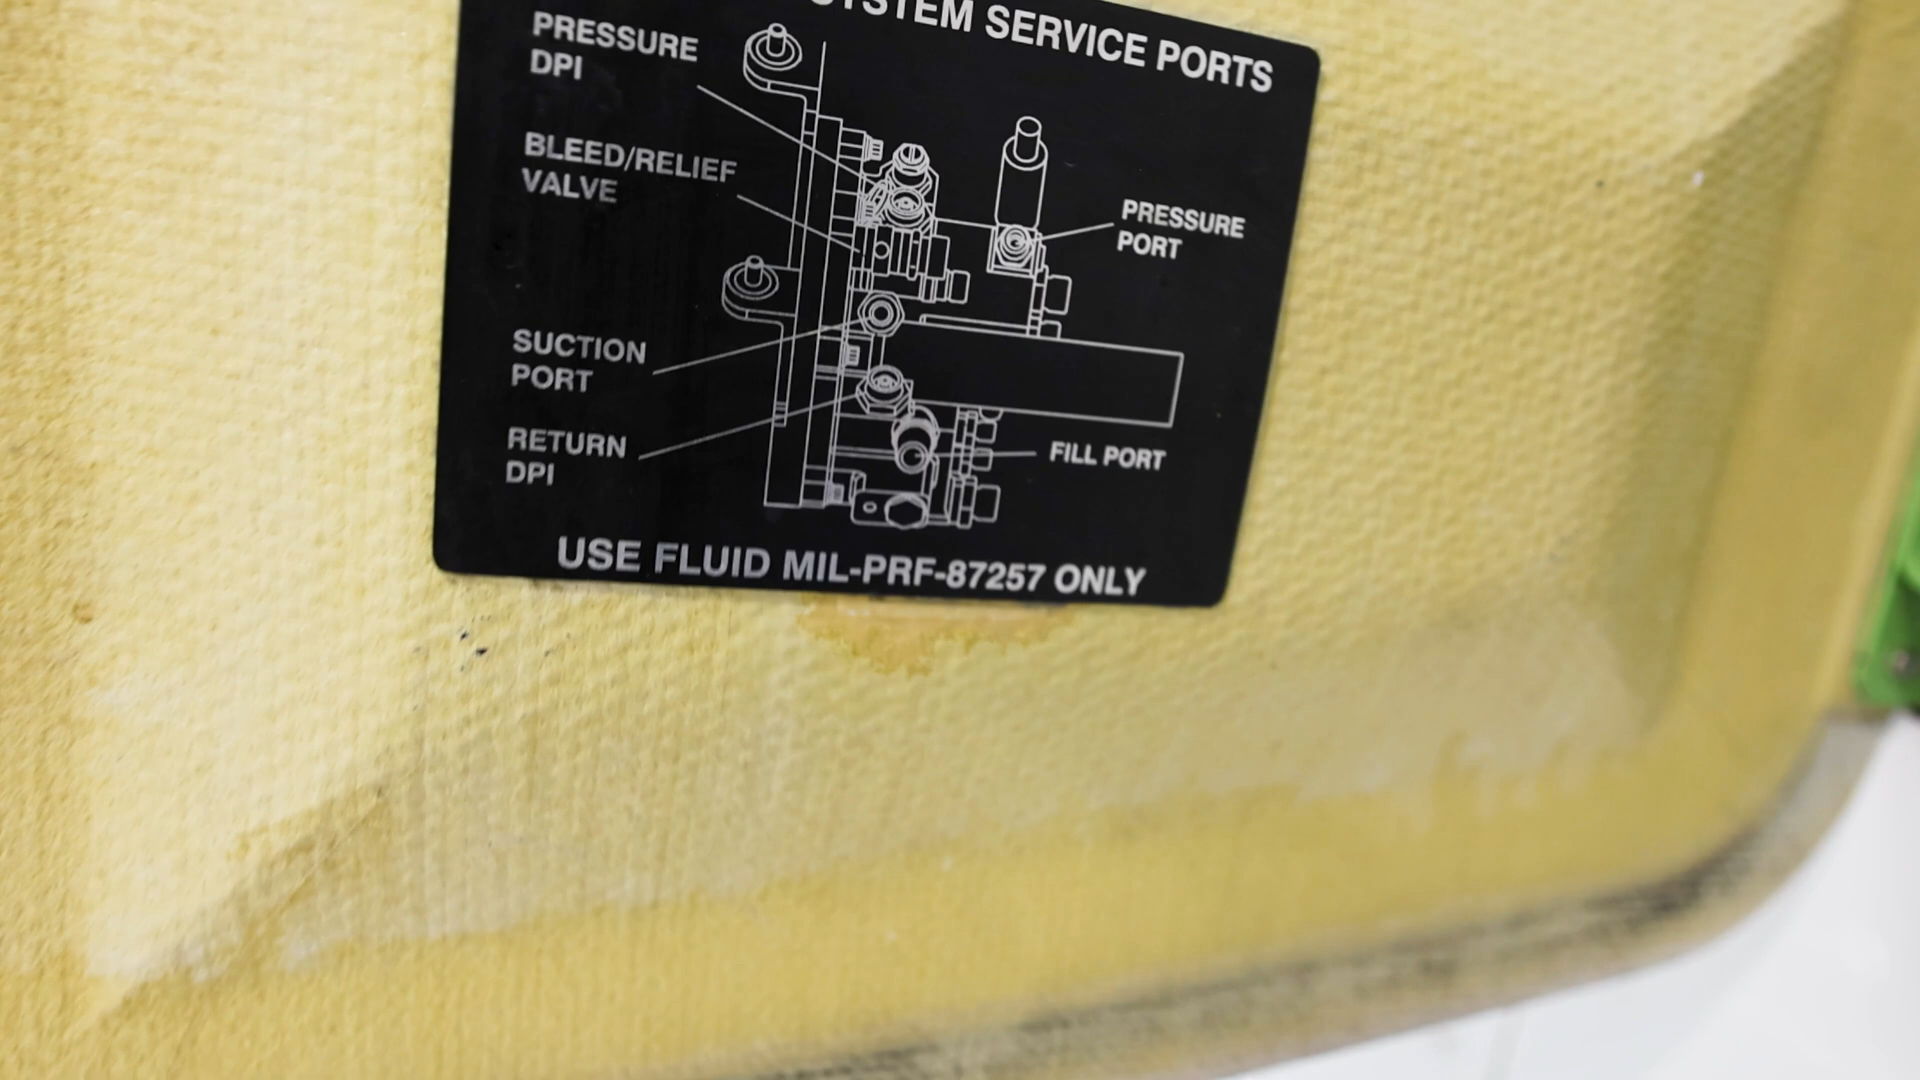 SYSTEM SERVICE PORTS
PRESSURE
DPI
BLEED/RELIEF
VALVE
PRESSURE
PORT
SUCTION
PORT
RETURN
DPI
FILL PORT
USE FLUID MIL-PRF-87257 ONLY